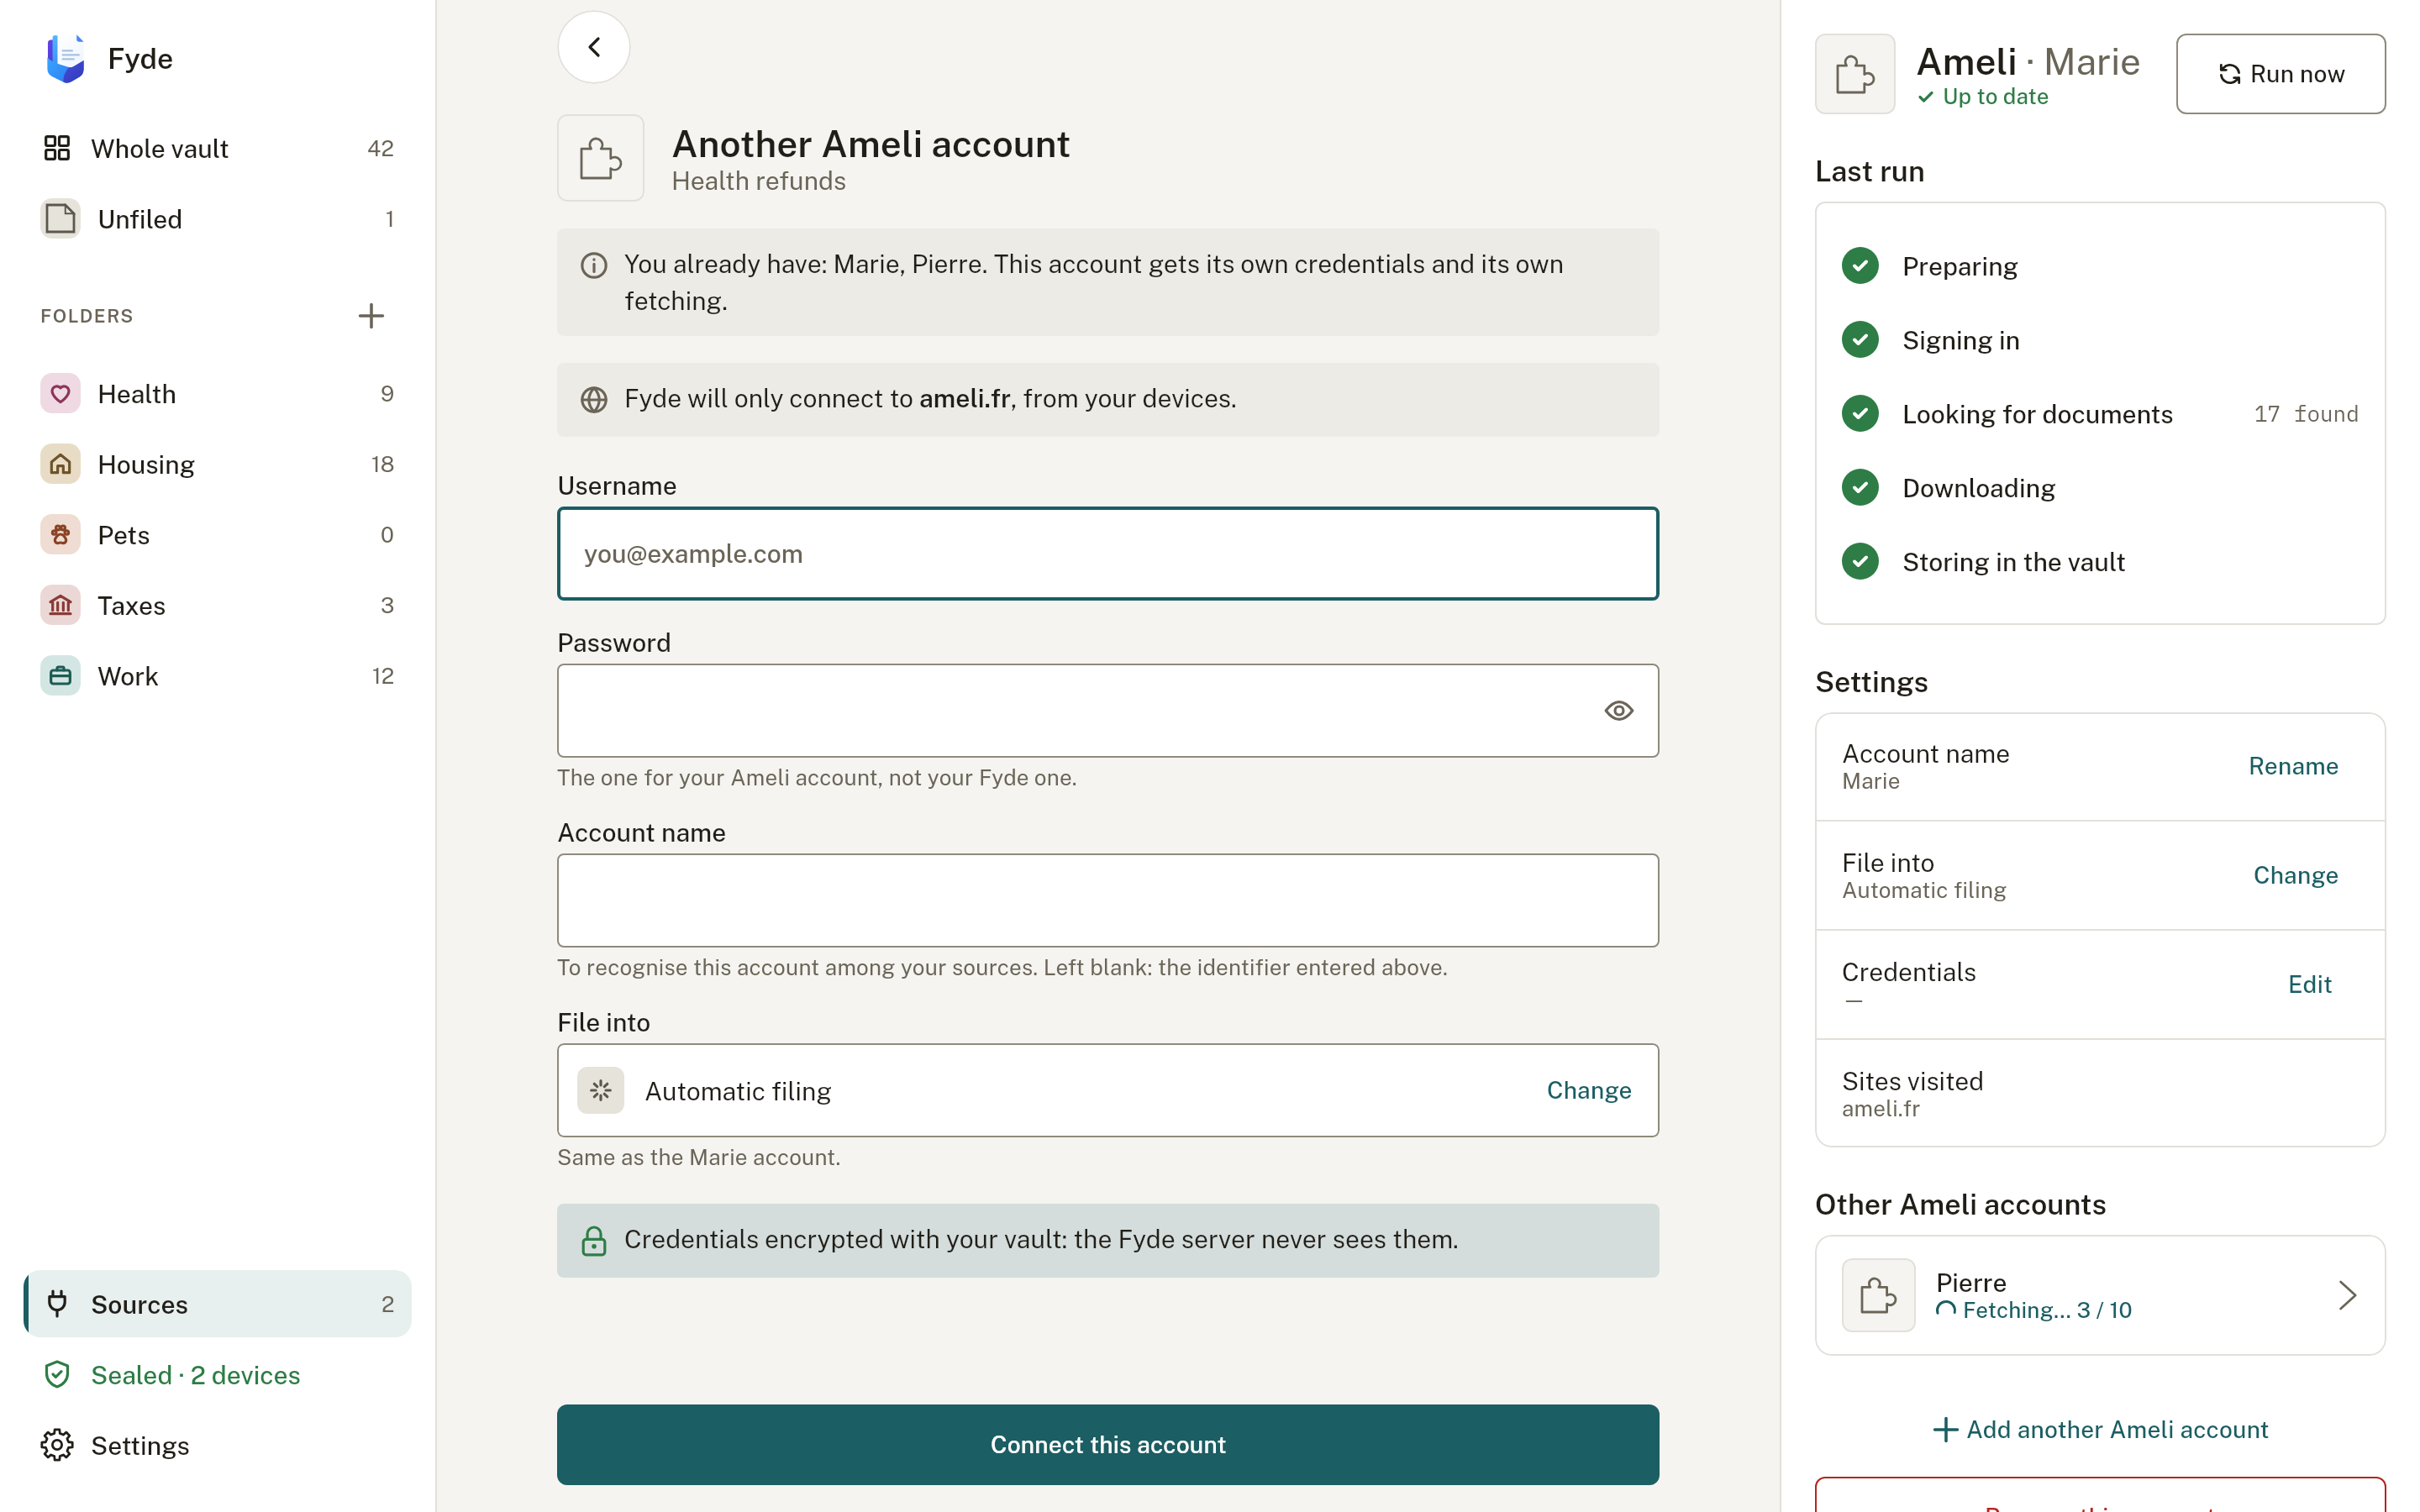 Fyde
Whole vault 42
Unfiled 1
FOLDERS
Health 9
Housing 18
Pets 0
Taxes 3
Work 12
Sources 2
Sealed · 2 devices
Settings
Another Ameli account
Health refunds
You already have: Marie, Pierre. This account gets its own credentials and its own
fetching.
Fyde will only connect to ameli.fr, from your devices.
Username
you@example.com
Password
The one for your Ameli account, not your Fyde one.
Account name
To recognise this account among your sources. Left blank: the identifier entered above.
File into
Automatic filing Change
Same as the Marie account.
Credentials encrypted with your vault: the Fyde server never sees them.
Connect this account
Ameli · Marie
Up to date
Run now
Last run
Preparing
Signing in
Looking for documents 17 found
Downloading
Storing in the vault
Settings
Account name
Marie
Rename
File into
Automatic filing
Change
Credentials
—
Edit
Sites visited
ameli.fr
Other Ameli accounts
Pierre
Fetching… 3 / 10
Add another Ameli account